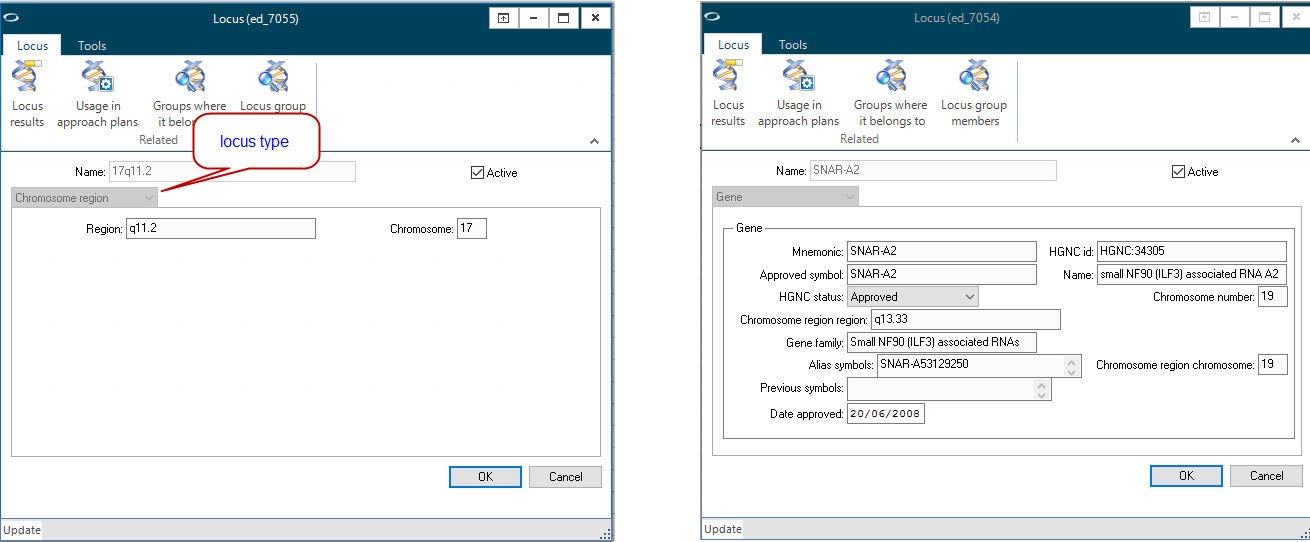 Locus (ed_7055)
Locus Tools
Locus results
Usage in approach plans
Groups where it belon
Locus group
Related
locus type
Name: 17q11.2 Active
Chromosome region
Region: q11.2 Chromosome: 17
OK Cancel
Update
Locus (ed_7054)
Locus Tools
Locus results
Usage in approach plans
Groups where it belongs to
Locus group members
Related
Name: SNAR-A2 Active
Gene
Gene
Mnemonic: SNAR-A2 HGNC id: HGNC:34305
Approved symbol: SNAR-A2 Name: small NF90 (ILF3) associated RNA A2
HGNC status: Approved Chromosome number: 19
Chromosome region region: q13.33
Gene family: Small NF90 (ILF3) associated RNAs
Alias symbols: SNAR-A53129250 Chromosome region chromosome: 19
Previous symbols:
Date approved: 20/06/2008
OK Cancel
Update